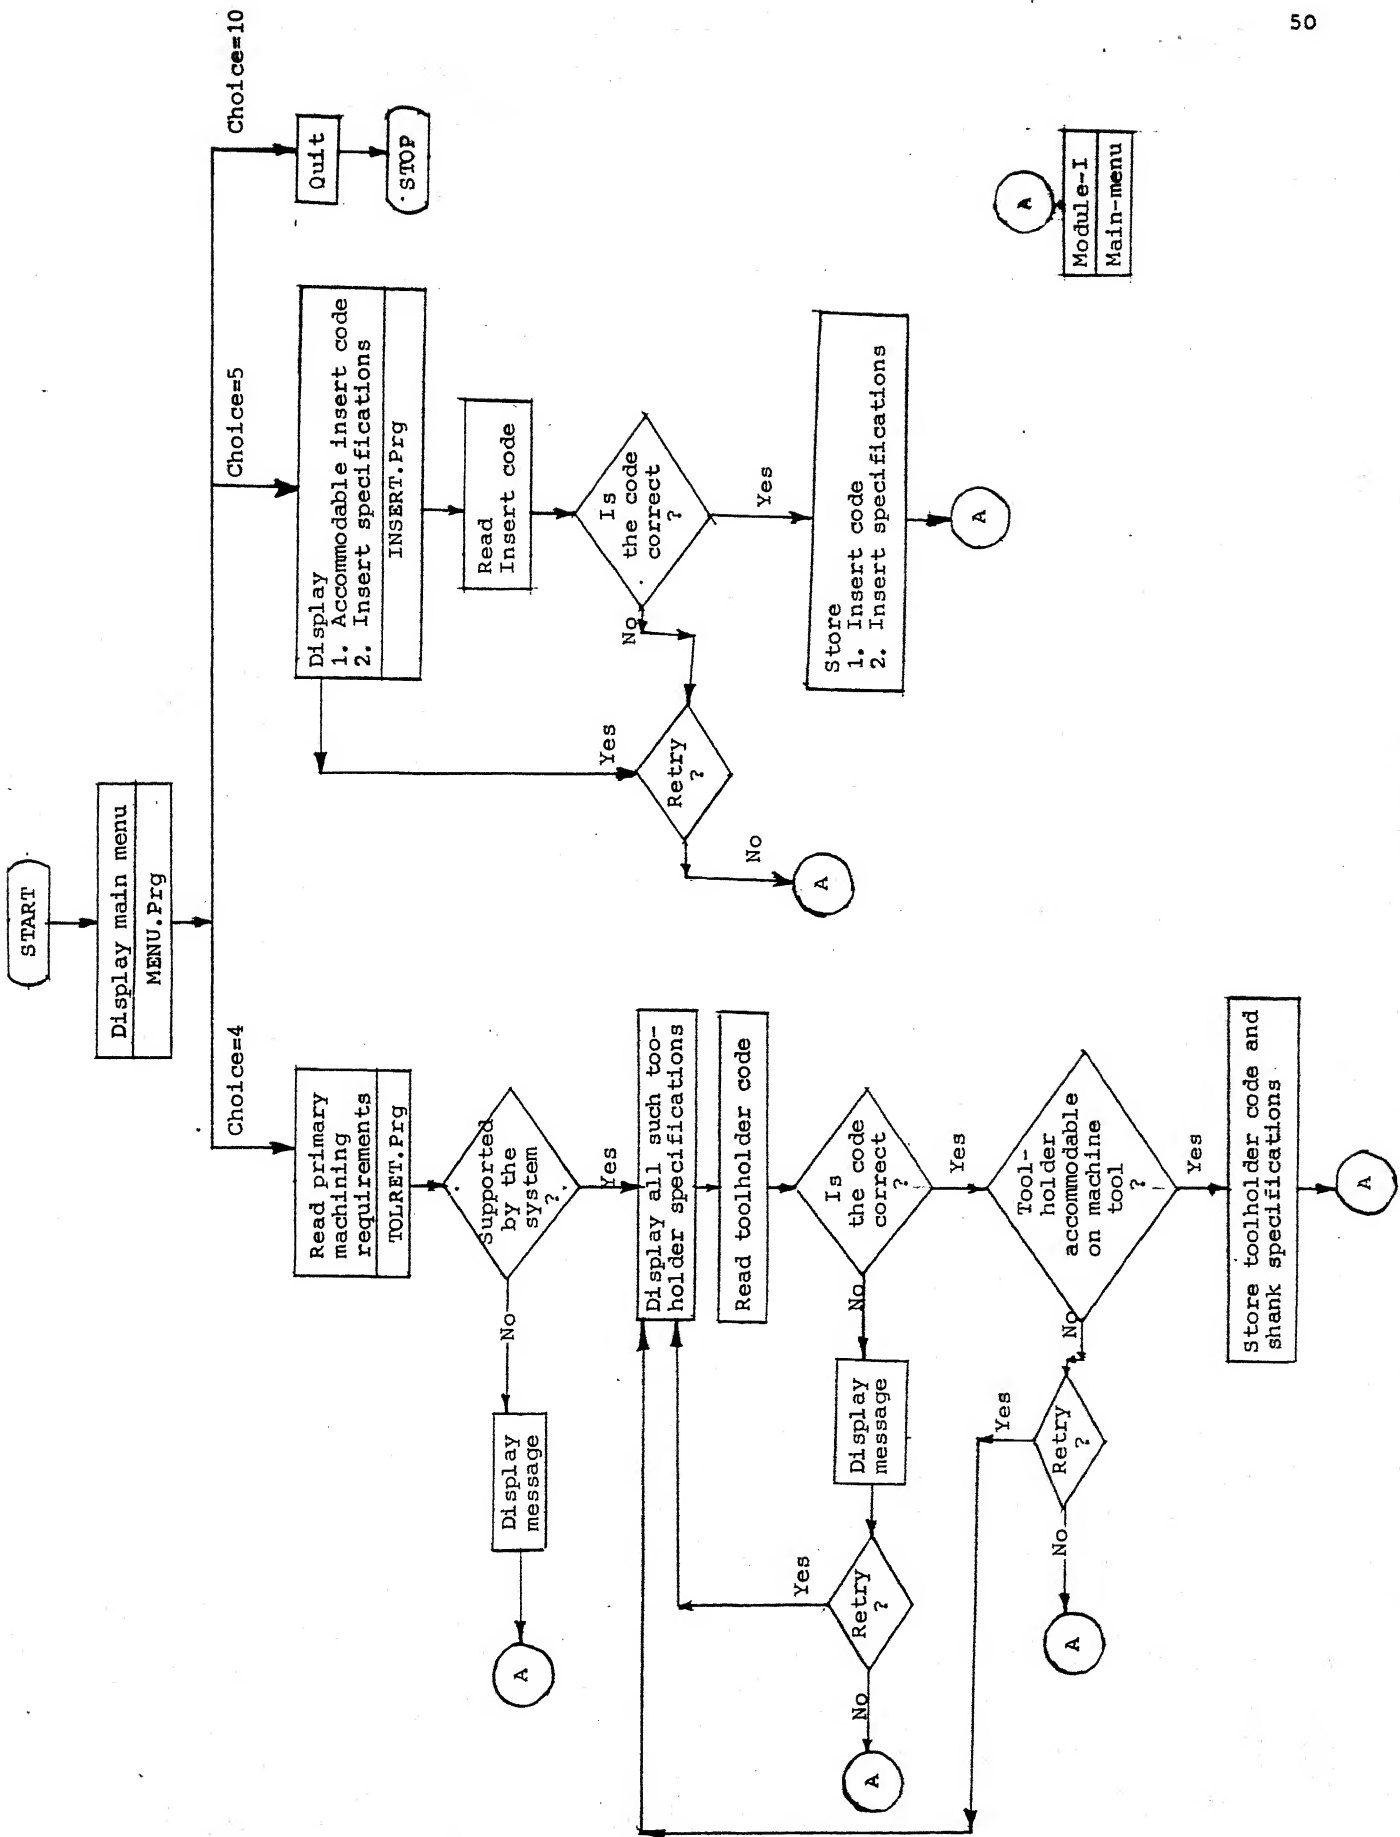 50
START
Display main menu
MENU.Prg
Choice=4
Choice=5
Choice=10
Read primary
machining
requirements
TOLRET.Prg
Supported
by the
system
?
No
Display
message
A
Yes
Display all such too-
holder specifications
Read toolholder code
Is
the code
correct
?
No
Display
message
Retry
?
Yes
No
A
Yes
Tool-
holder
accommodable
on machine
tool
?
No
Retry
?
Yes
No
A
Yes
Store toolholder code and
shank specifications
A
Display
1. Accommodable insert code
2. Insert specifications
INSERT.Prg
Read
Insert code
Is
the code
correct
?
No
Retry
?
Yes
No
A
Yes
Store
1. Insert code
2. Insert specifications
A
Quit
STOP
A
Module-I
Main-menu